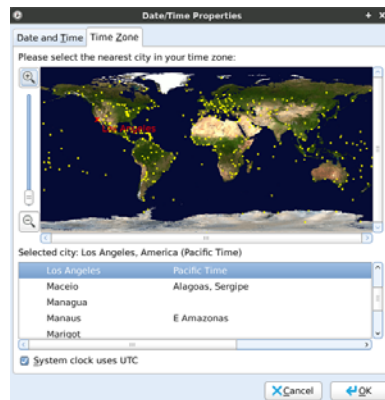 Date/Time Properties
Date and Time Time Zone
Please select the nearest city in your time zone:
Los Angeles
Selected city: Los Angeles, America (Pacific Time)
Los Angeles Pacific Time
Maceio Alagoas, Sergipe
Managua
Manaus E Amazonas
Marigot
System clock uses UTC
Cancel OK